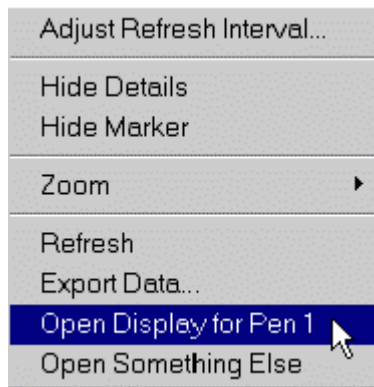 Adjust Refresh Interval...
Hide Details
Hide Marker
Zoom
Refresh
Export Data...
Open Display for Pen 1
Open Something Else